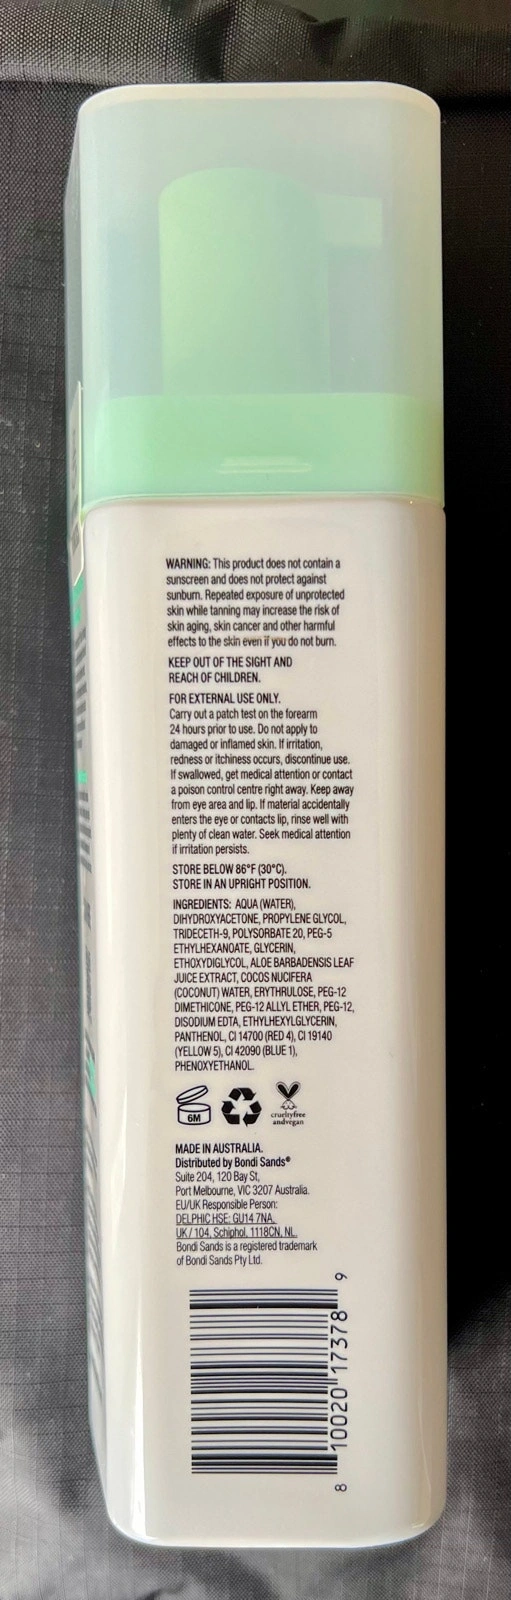 WARNING: This product does not contain a
sunscreen and does not protect against
sunburn. Repeated exposure of unprotected
skin while tanning may increase the risk of
skin aging, skin cancer and other harmful
effects to the skin even if you do not burn.
KEEP OUT OF THE SIGHT AND
REACH OF CHILDREN.
FOR EXTERNAL USE ONLY.
Carry out a patch test on the forearm
24 hours prior to use. Do not apply to
damaged or inflamed skin. If irritation,
redness or itchiness occurs, discontinue use.
If swallowed, get medical attention or contact
a poison control centre right away. Keep away
from eye area and lip. If material accidentally
enters the eye or contacts lip, rinse well with
plenty of clean water. Seek medical attention
if irritation persists.
STORE BELOW 86°F (30°C).
STORE IN AN UPRIGHT POSITION.
INGREDIENTS: AQUA (WATER),
DIHYDROXYACETONE, PROPYLENE GLYCOL,
TRIDECETH-9, POLYSORBATE 20, PEG-5
ETHYLHEXANOATE, GLYCERIN,
ETHOXYDIGLYCOL, ALOE BARBADENSIS LEAF
JUICE EXTRACT, COCOS NUCIFERA
(COCONUT) WATER, ERYTHRULOSE, PEG-12
DIMETHICONE, PEG-12 ALLYL ETHER, PEG-12,
DISODIUM EDTA, ETHYLHEXYLGLYCERIN,
PANTHENOL, CI 14700 (RED 4), CI 19140
(YELLOW 5), CI 42090 (BLUE 1),
PHENOXYETHANOL.
6M
crueltyfree
andvegan
MADE IN AUSTRALIA.
Distributed by Bondi Sands®
Suite 204, 120 Bay St,
Port Melbourne, VIC 3207 Australia.
EU/UK Responsible Person:
DELPHIC HSE: GU14 7NA,
UK / 104, Schiphol, 1118CN, NL.
Bondi Sands is a registered trademark
of Bondi Sands Pty Ltd.
8 10020 17378 9